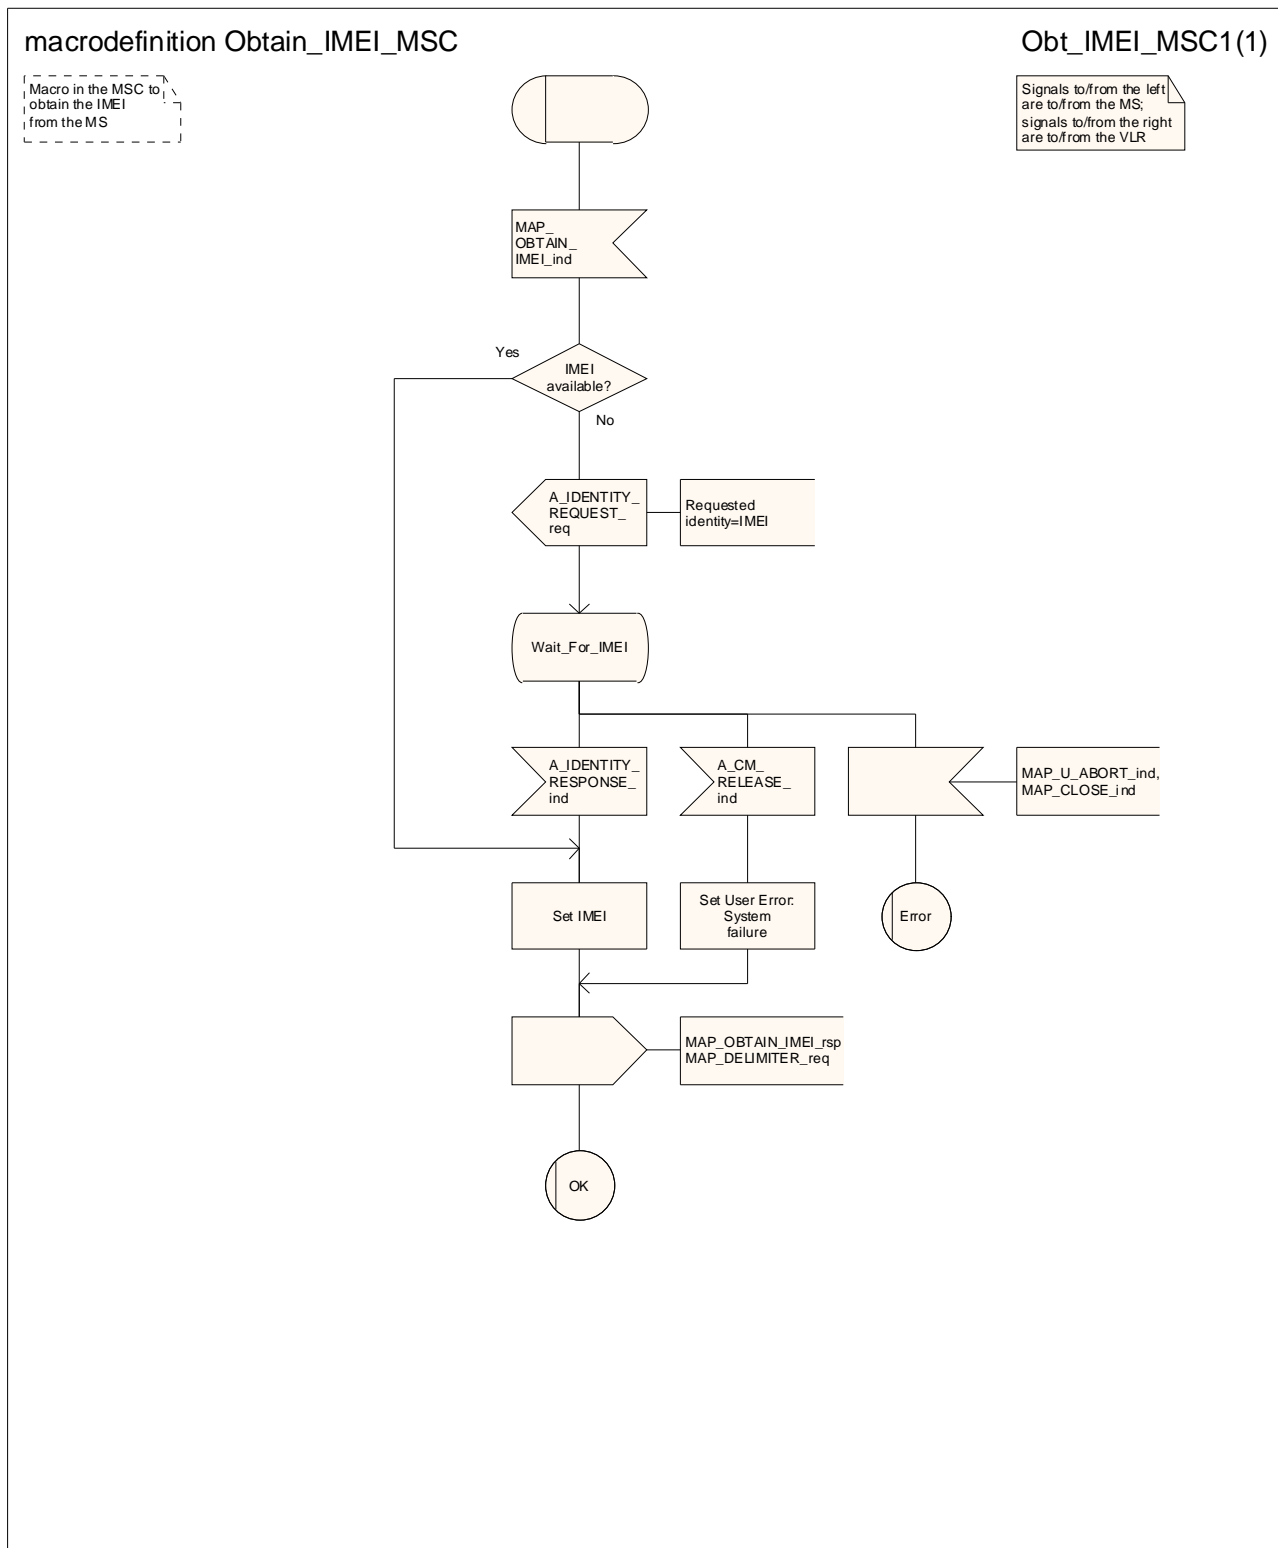 macrodefinition Obtain_IMEI_MSC
Obt_IMEI_MSC1(1)
Macro in the MSC to
obtain the IMEI
from the MS
Signals to/from the left
are to/from the MS;
signals to/from the right
are to/from the VLR
MAP_
OBTAIN_
IMEI_ind
Yes
IMEI
available?
No
A_IDENTITY_
REQUEST_
req
Requested
identity=IMEI
Wait_For_IMEI
A_IDENTITY_
RESPONSE_
ind
A_CM_
RELEASE_
ind
MAP_U_ABORT_ind,
MAP_CLOSE_ind
Set IMEI
Set User Error:
System
failure
Error
MAP_OBTAIN_IMEI_rsp
MAP_DELIMITER_req
OK